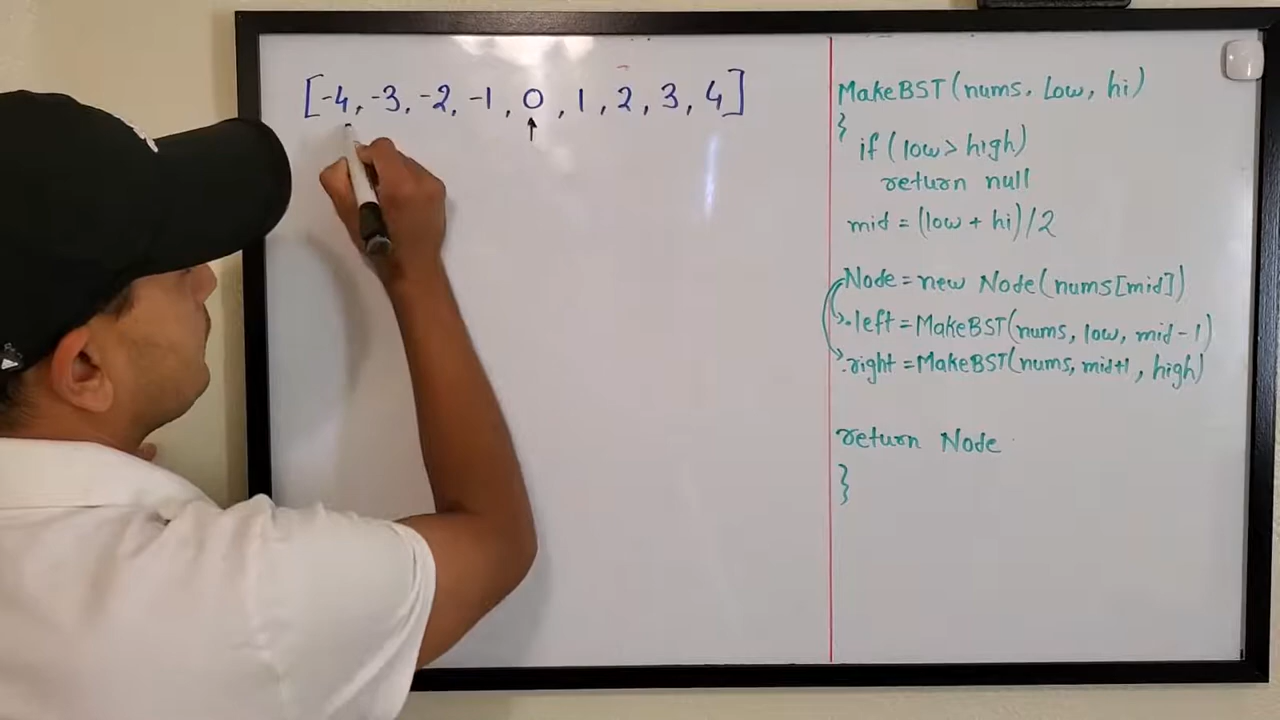 [-4, -3, -2, -1, 0, 1, 2, 3, 4]
MakeBST(nums, Low, hi)
{
if (low > high)
return null
mid = (low + hi)/2
Node = new Node(nums[mid])
.left = MakeBST(nums, low, mid-1)
.right = MakeBST(nums, mid+1, high)
return Node
}